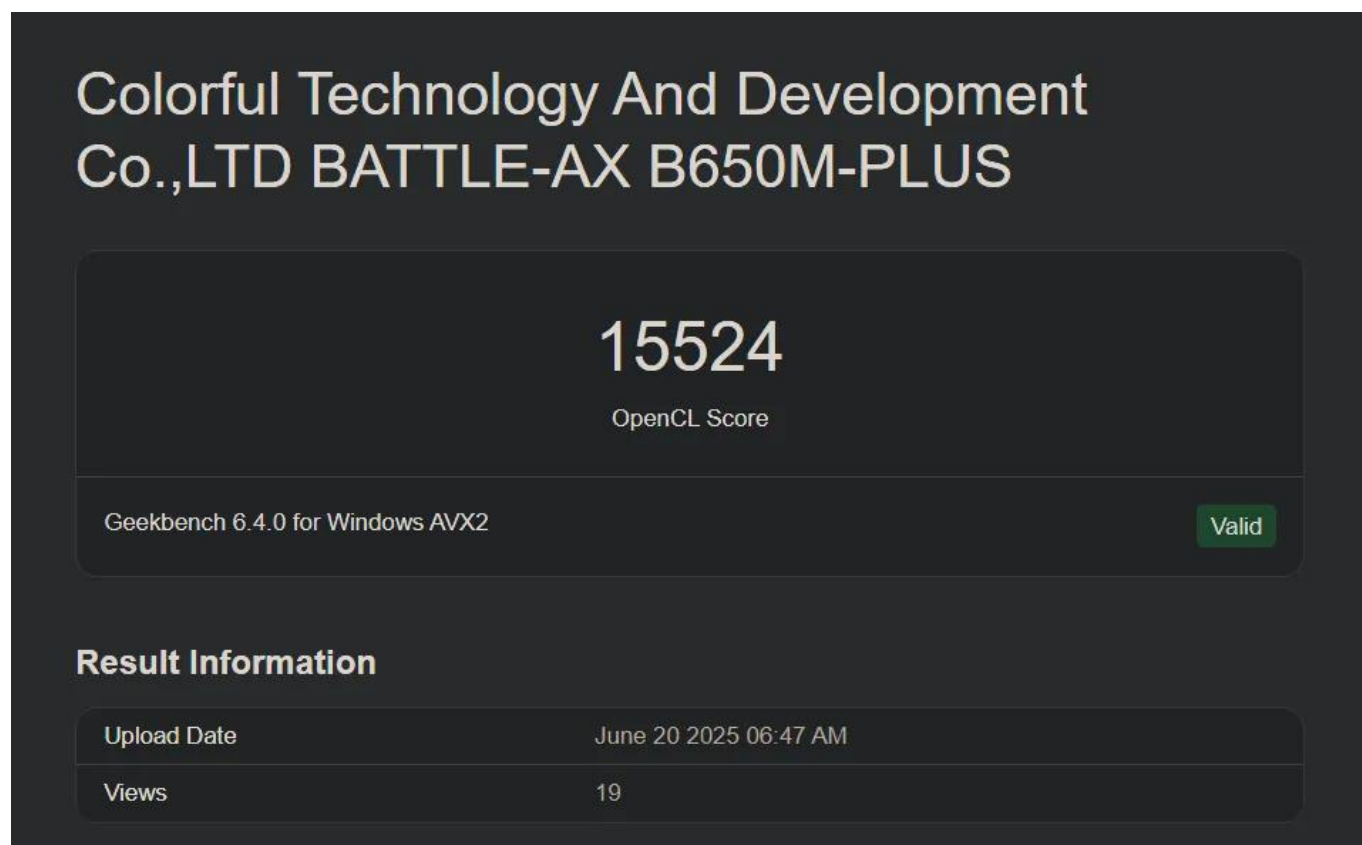 Colorful Technology And Development
Co.,LTD BATTLE-AX B650M-PLUS
15524
OpenCL Score
Geekbench 6.4.0 for Windows AVX2
Valid
Result Information
Upload Date
June 20 2025 06:47 AM
Views
19